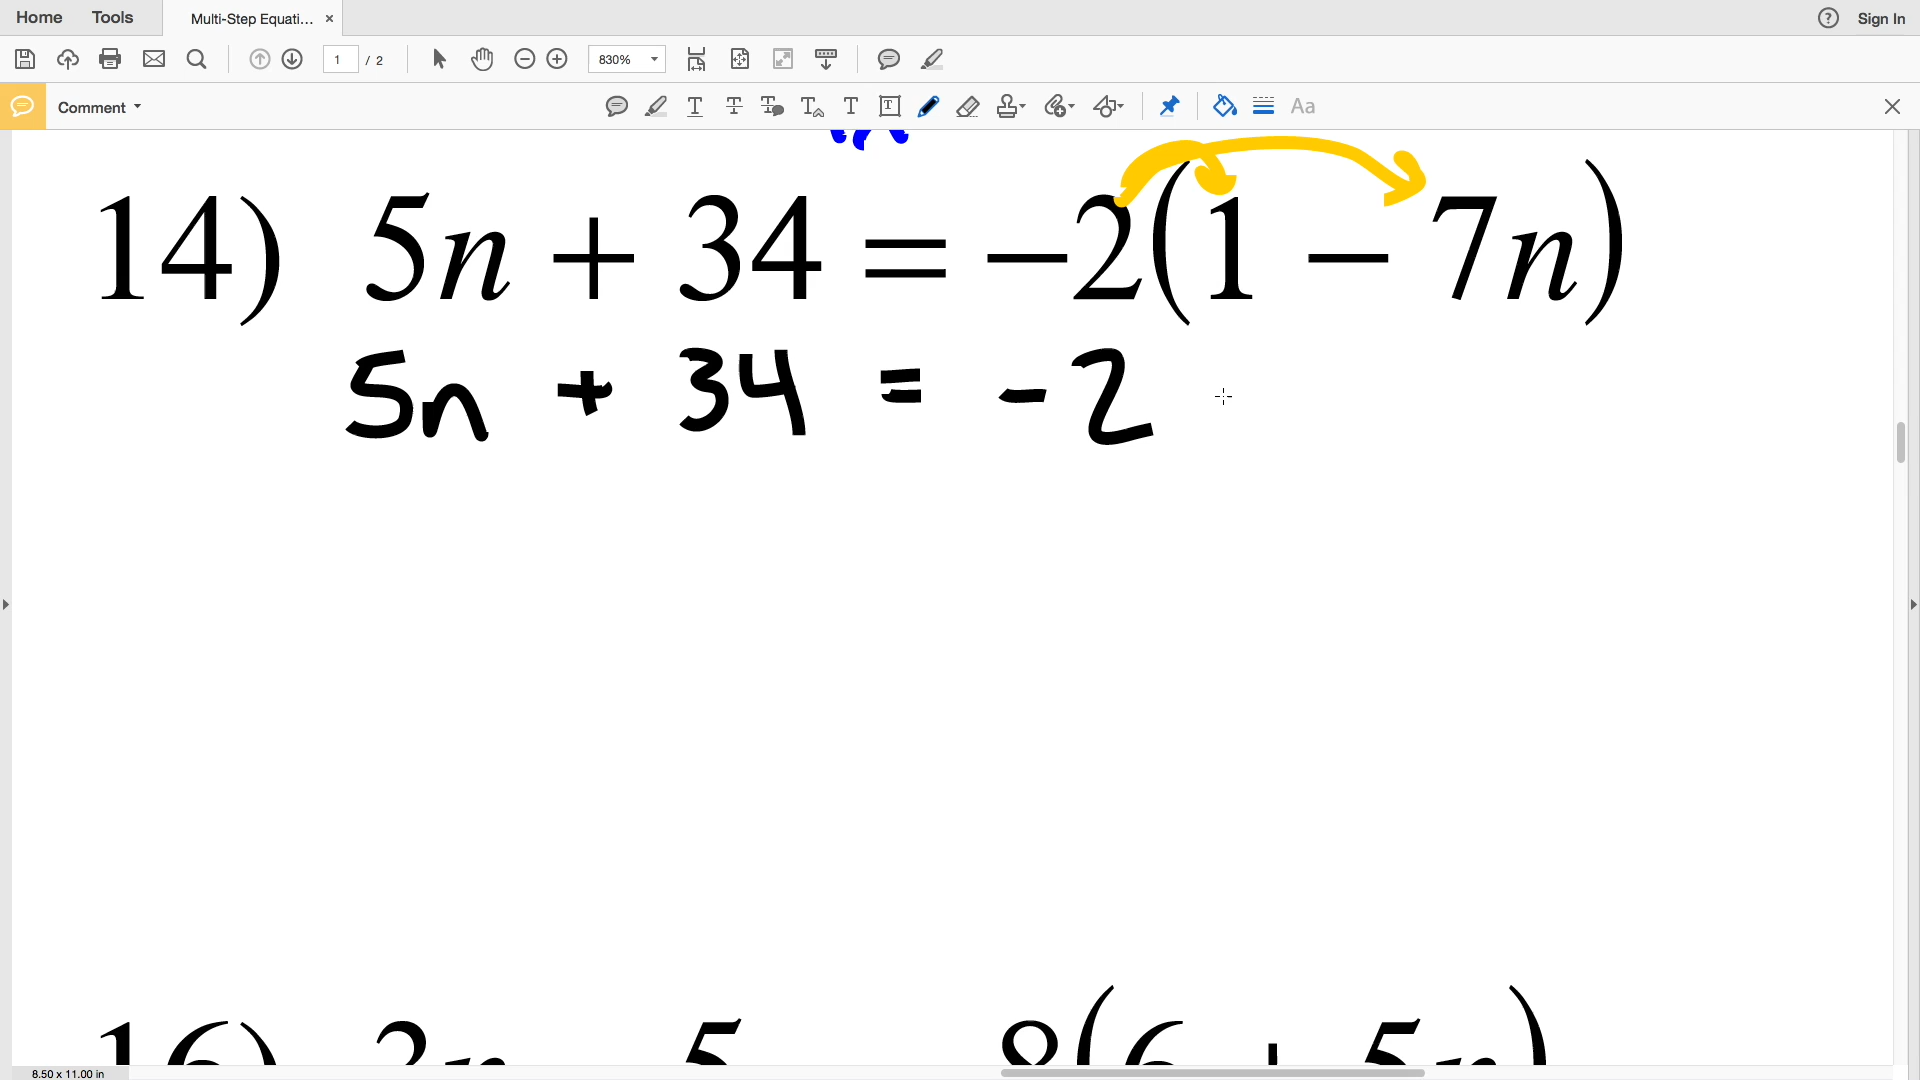 Home Tools Multi-Step Equati... × ? Sign In
1 / 2 830%
Comment T T T T T T Aa
14) 5n + 34 = −2(1 − 7n)
5n + 34 = -2
8.50 x 11.00 in